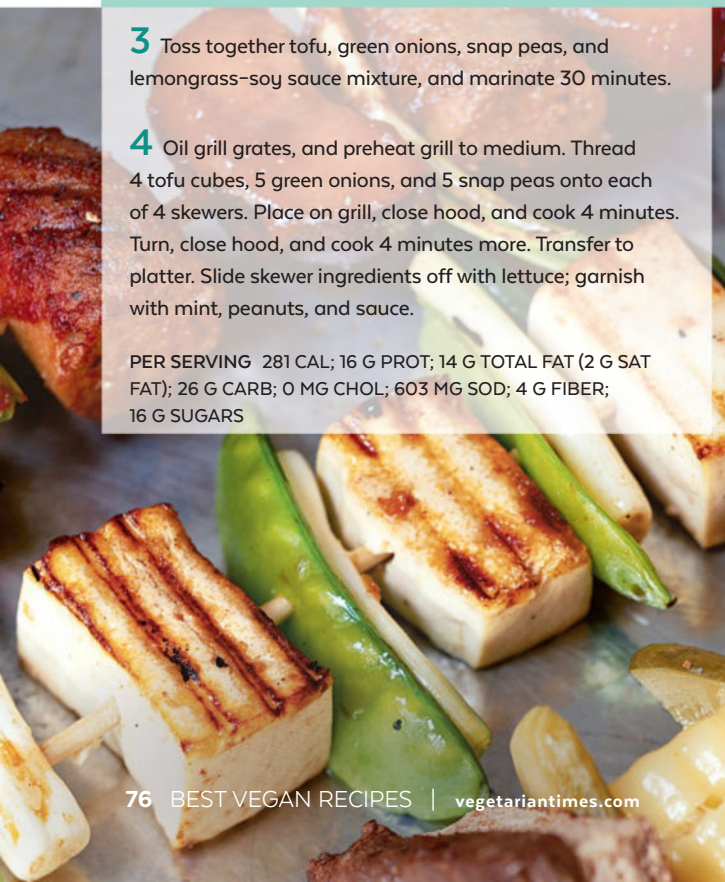 3 Toss together tofu, green onions, snap peas, and
lemongrass–soy sauce mixture, and marinate 30 minutes.
4 Oil grill grates, and preheat grill to medium. Thread
4 tofu cubes, 5 green onions, and 5 snap peas onto each
of 4 skewers. Place on grill, close hood, and cook 4 minutes.
Turn, close hood, and cook 4 minutes more. Transfer to
platter. Slide skewer ingredients off with lettuce; garnish
with mint, peanuts, and sauce.
PER SERVING 281 CAL; 16 G PROT; 14 G TOTAL FAT (2 G SAT
FAT); 26 G CARB; 0 MG CHOL; 603 MG SOD; 4 G FIBER;
16 G SUGARS
76 BEST VEGAN RECIPES | vegetariantimes.com